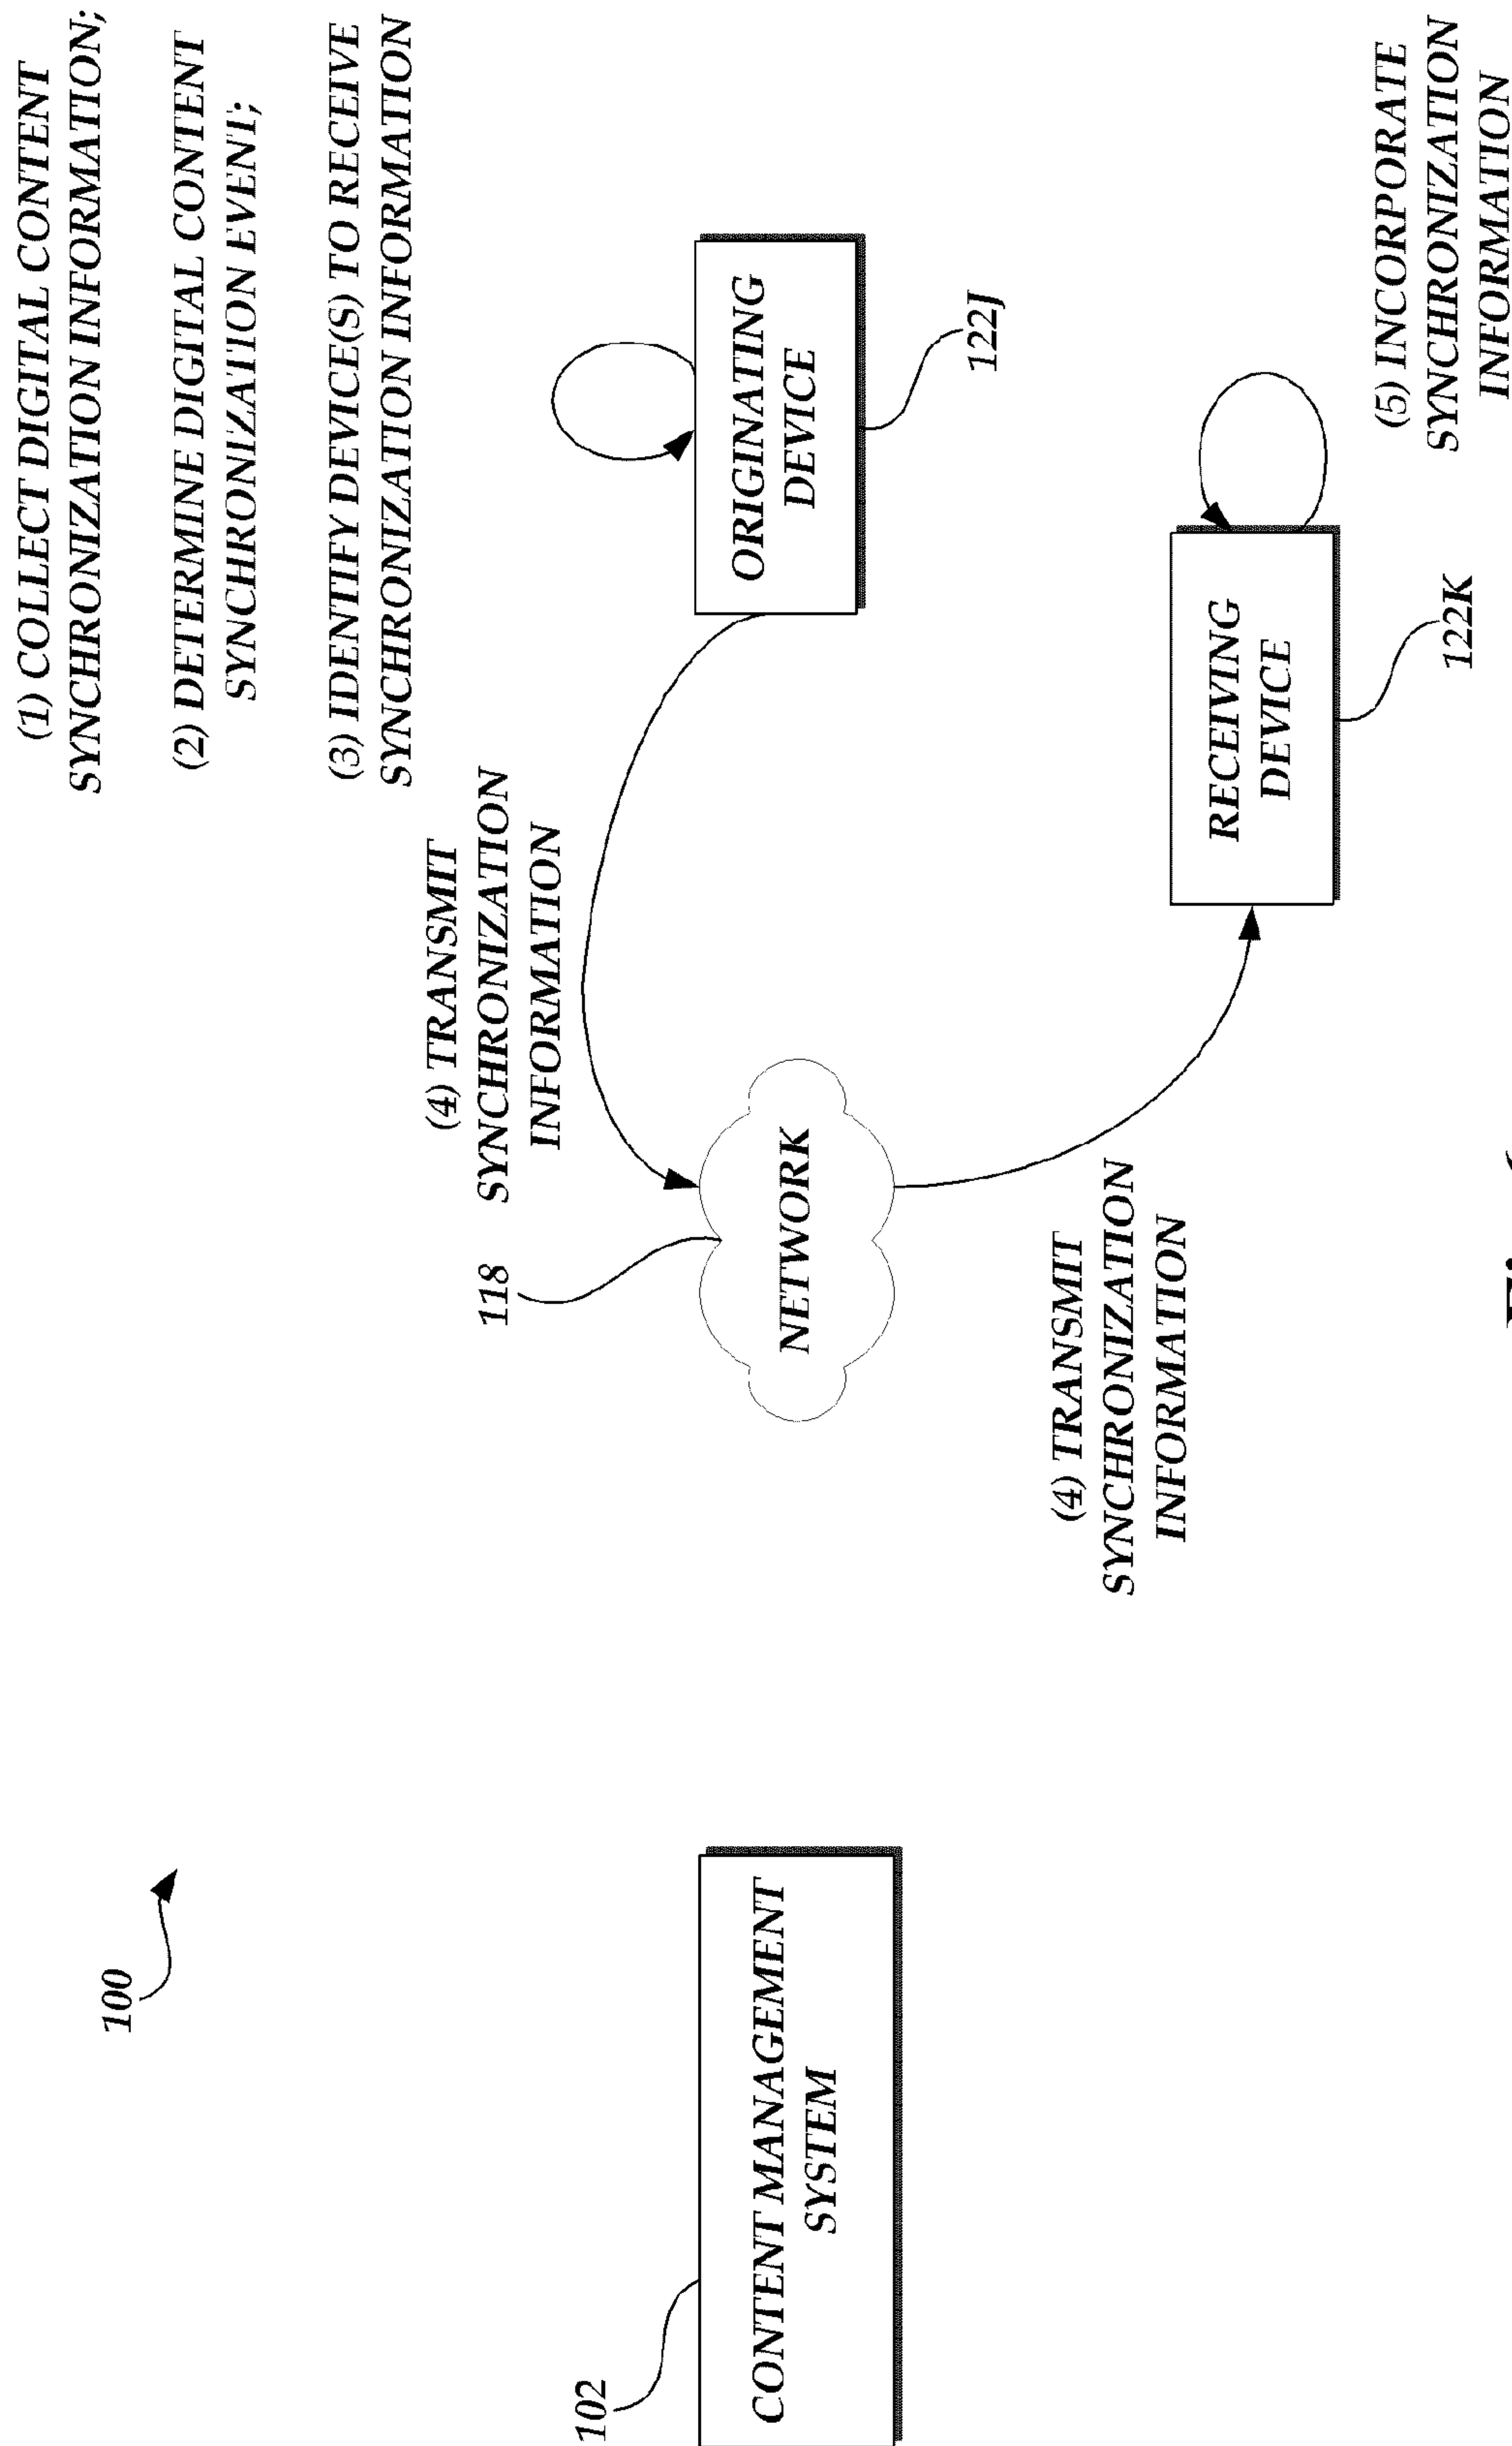 100
(1) COLLECT DIGITAL CONTENT
SYNCHRONIZATION INFORMATION;
(2) DETERMINE DIGITAL CONTENT
SYNCHRONIZATION EVENT;
(3) IDENTIFY DEVICE(S) TO RECEIVE
SYNCHRONIZATION INFORMATION
(4) TRANSMIT
SYNCHRONIZATION
INFORMATION
118
102
CONTENT MANAGEMENT
SYSTEM
NETWORK
ORIGINATING
DEVICE
122J
(4) TRANSMIT
SYNCHRONIZATION
INFORMATION
RECEIVING
DEVICE
122K
(5) INCORPORATE
SYNCHRONIZATION
INFORMATION